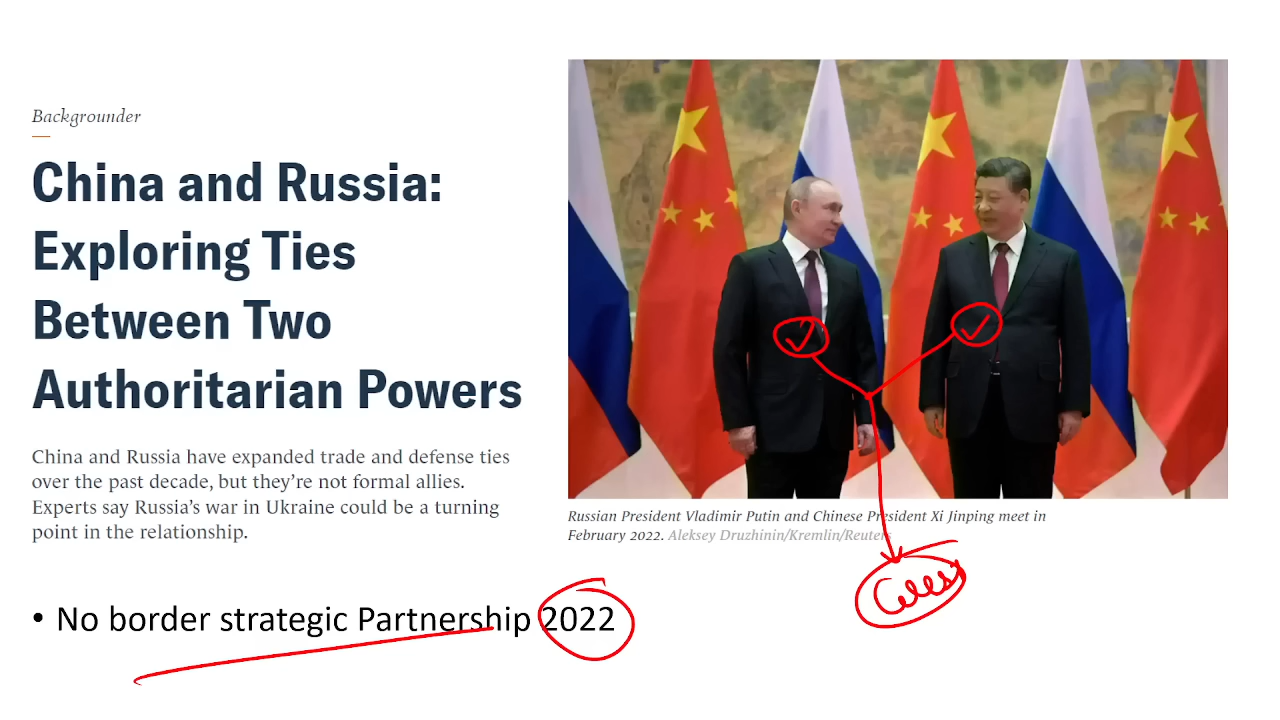 Backgrounder
China and Russia:
Exploring Ties
Between Two
Authoritarian Powers
China and Russia have expanded trade and defense ties
over the past decade, but they're not formal allies.
Experts say Russia's war in Ukraine could be a turning
point in the relationship.
Russian President Vladimir Putin and Chinese President Xi Jinping meet in
February 2022. Aleksey Druzhinin/Kremlin/Reuters
• No border strategic Partnership 2022